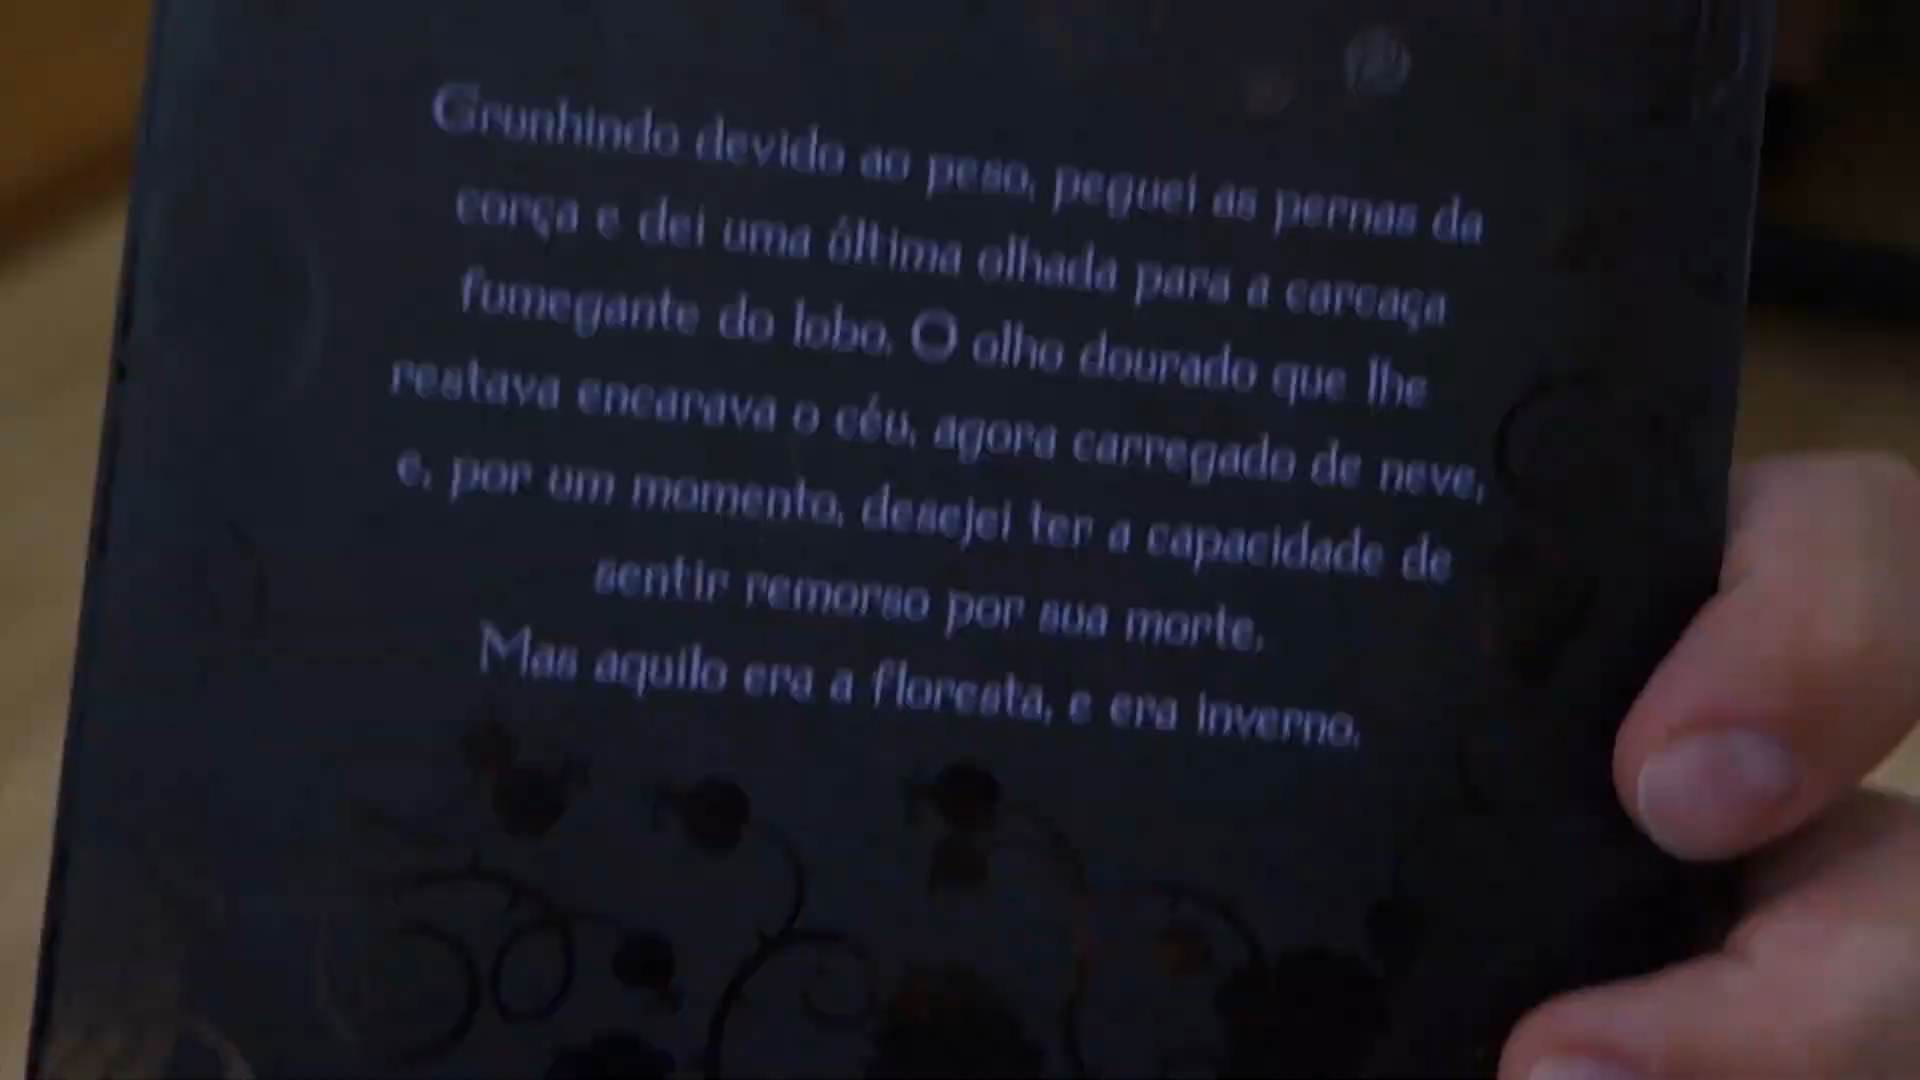 Grunhindo devido ao peso, peguei as pernas da
corça e dei uma última olhada para a carcaça
fumegante do lobo. O olho dourado que lhe
restava encarava o céu, agora carregado de neve,
e, por um momento, desejei ter a capacidade de
sentir remorso por sua morte.
Mas aquilo era a floresta, e era inverno.